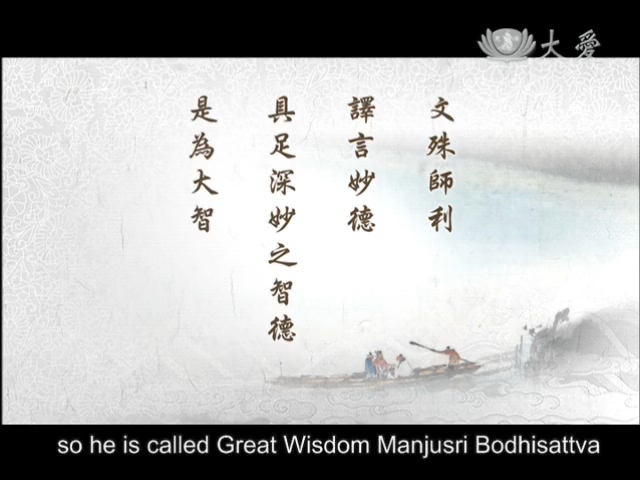 大愛
文殊師利
譯言妙德
具足深妙之智德
是為大智
so he is called Great Wisdom Manjusri Bodhisattva